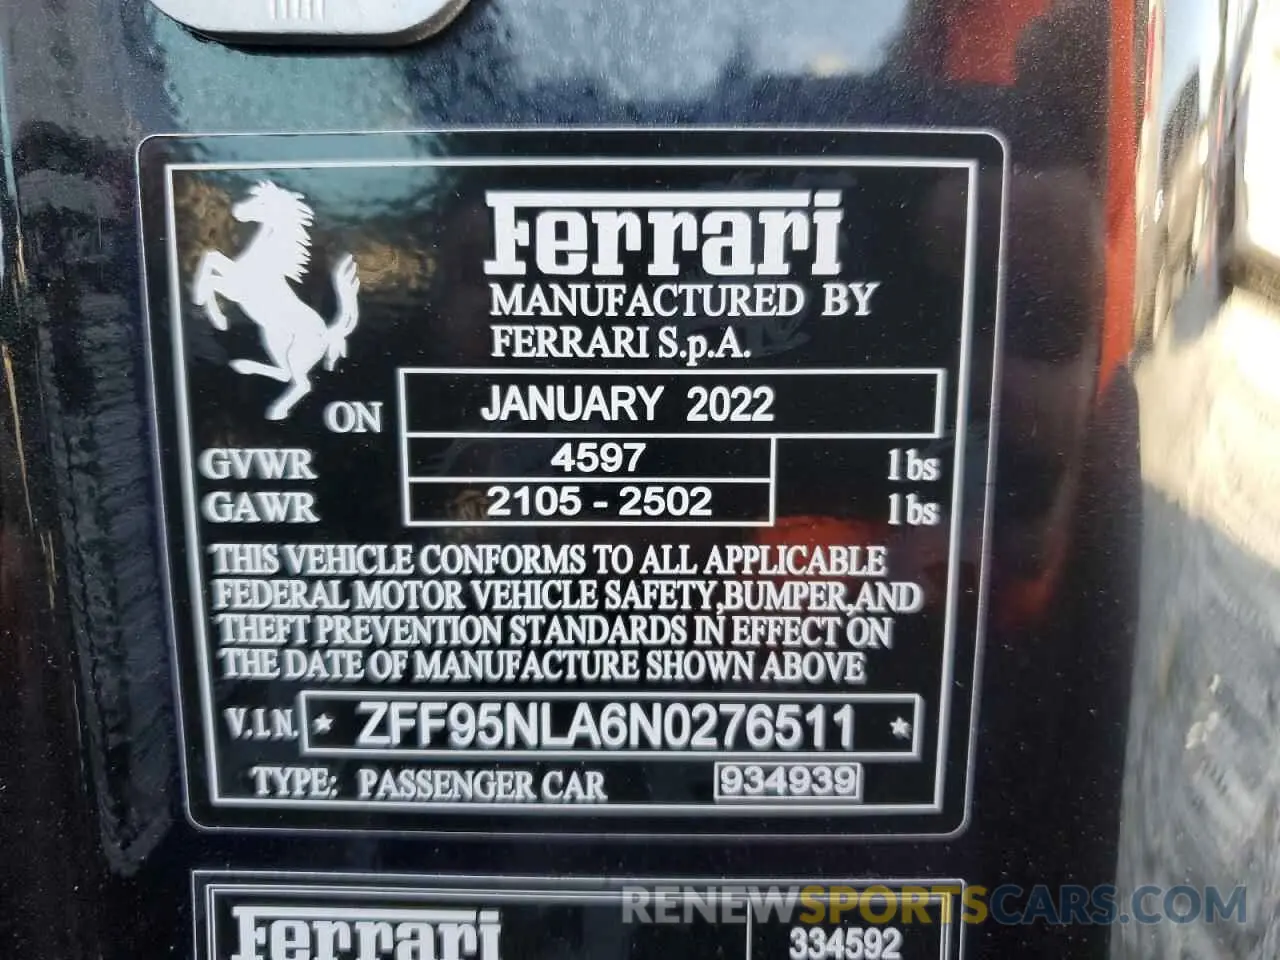 Ferrari
MANUFACTURED BY
FERRARI S.p.A.
ON JANUARY 2022
GVWR 4597 lbs
GAWR 2105 - 2502 lbs
THIS VEHICLE CONFORMS TO ALL APPLICABLE
FEDERAL MOTOR VEHICLE SAFETY,BUMPER,AND
THEFT PREVENTION STANDARDS IN EFFECT ON
THE DATE OF MANUFACTURE SHOWN ABOVE
V.I.N. * ZFF95NLA6N0276511 *
TYPE: PASSENGER CAR 934939
RENEWSPORTSCARS.COM
Ferrari 334592